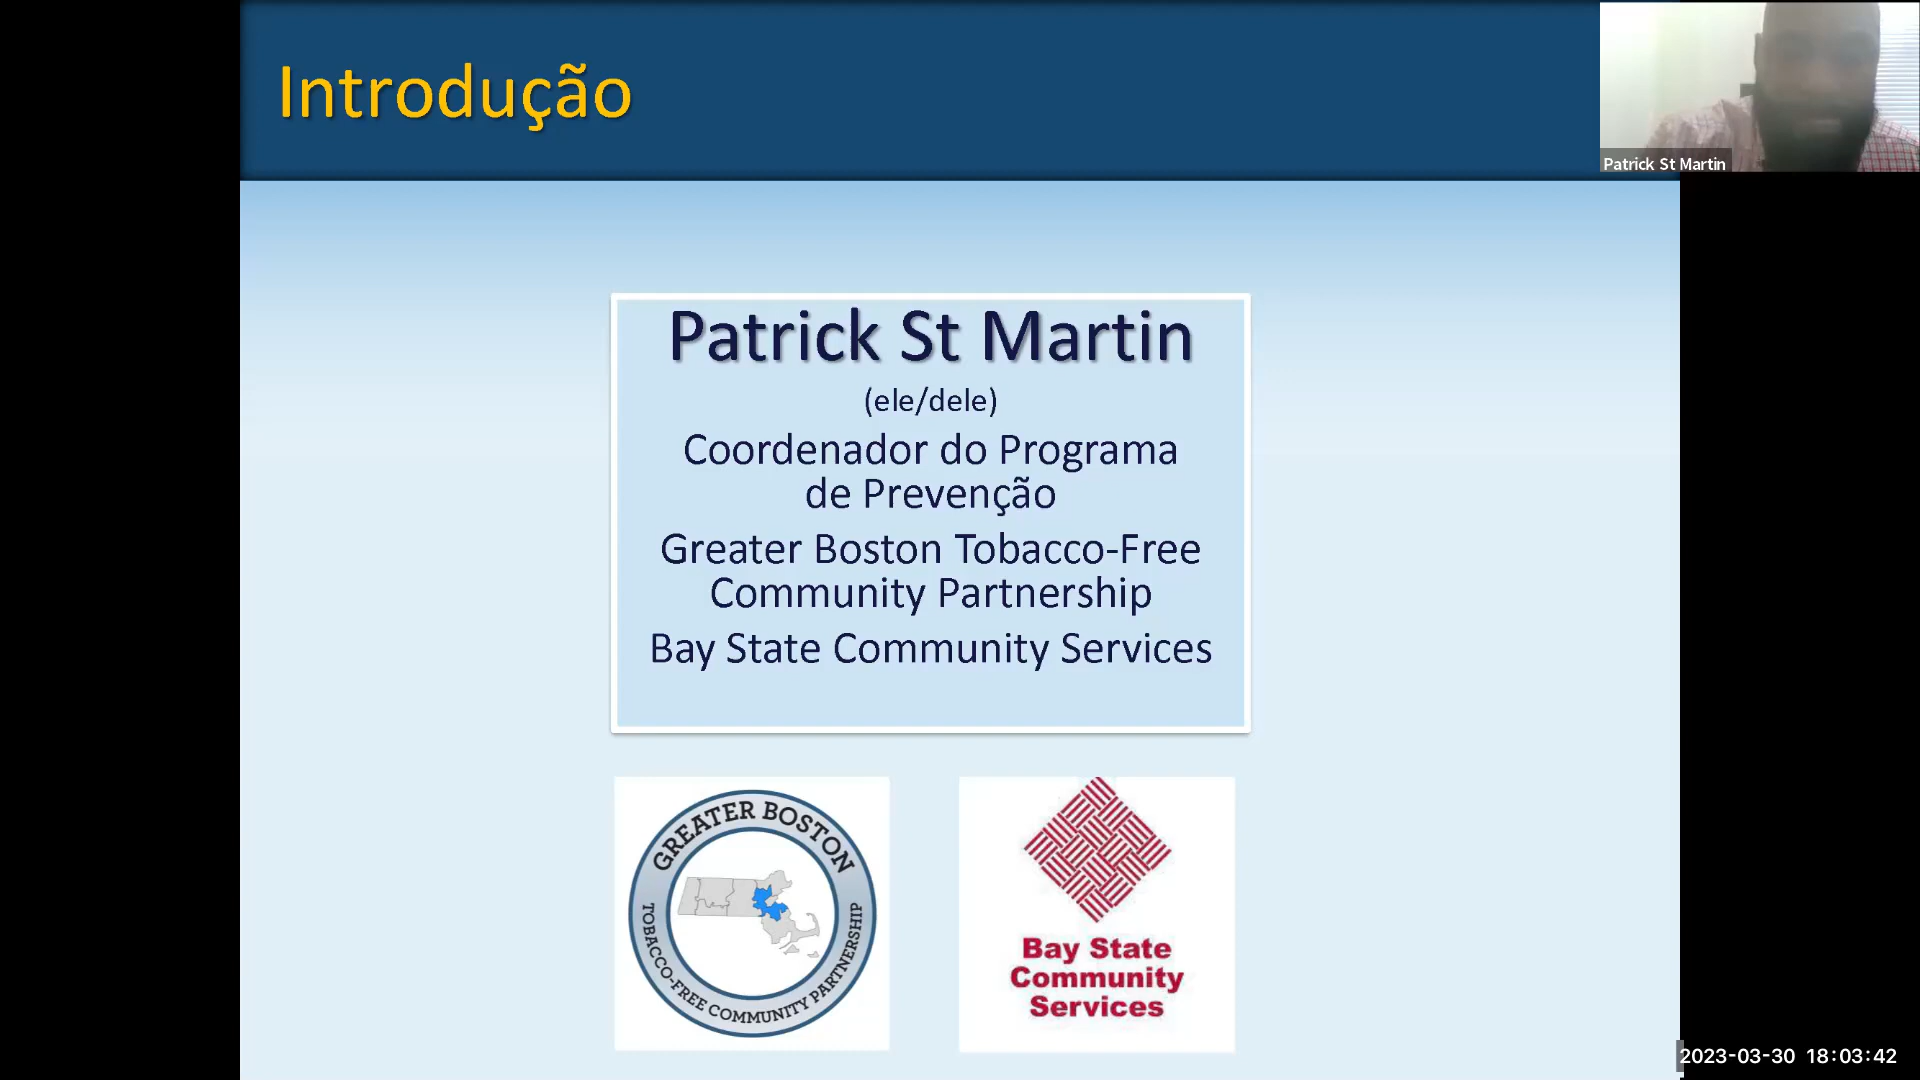 Introdução
Patrick St Martin
Patrick St Martin
(ele/dele)
Coordenador do Programa
de Prevenção
Greater Boston Tobacco-Free
Community Partnership
Bay State Community Services
GREATER BOSTON
TOBACCO-FREE COMMUNITY PARTNERSHIP
Bay State
Community
Services
2023-03-30 18:03:42